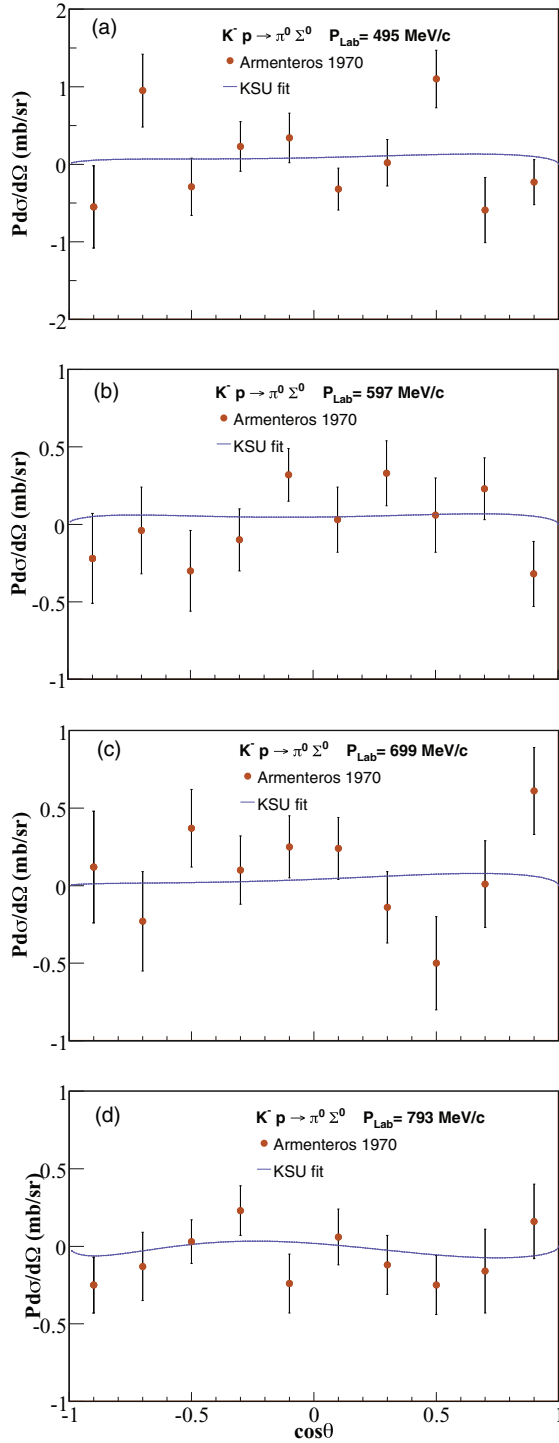 (a)
K⁻ p → π⁰ Σ⁰ P_Lab= 495 MeV/c
Armenteros 1970
KSU fit
2
1
0
-1
-2
Pdσ/dΩ (mb/sr)
(b)
K⁻ p → π⁰ Σ⁰ P_Lab= 597 MeV/c
Armenteros 1970
KSU fit
1
0.5
0
-0.5
-1
Pdσ/dΩ (mb/sr)
(c)
K⁻ p → π⁰ Σ⁰ P_Lab= 699 MeV/c
Armenteros 1970
KSU fit
1
0.5
0
-0.5
-1
Pdσ/dΩ (mb/sr)
(d)
K⁻ p → π⁰ Σ⁰ P_Lab= 793 MeV/c
Armenteros 1970
KSU fit
1
0.5
0
-0.5
-1
Pdσ/dΩ (mb/sr)
-1 -0.5 0 0.5 1
cosθ